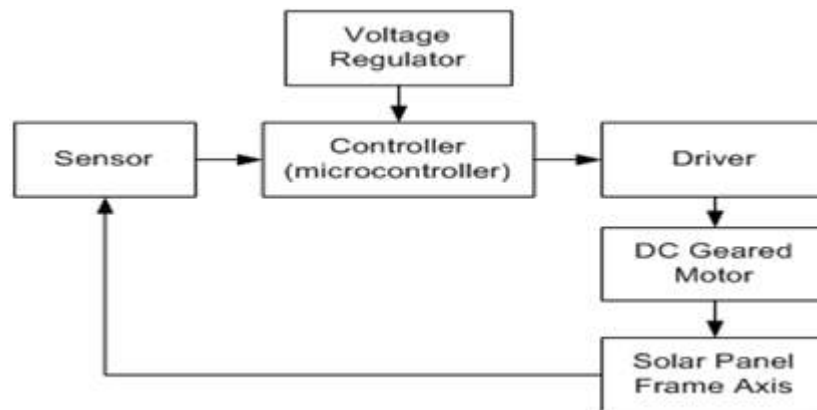 Voltage
Regulator
Sensor
Controller
(microcontroller)
Driver
DC Geared
Motor
Solar Panel
Frame Axis